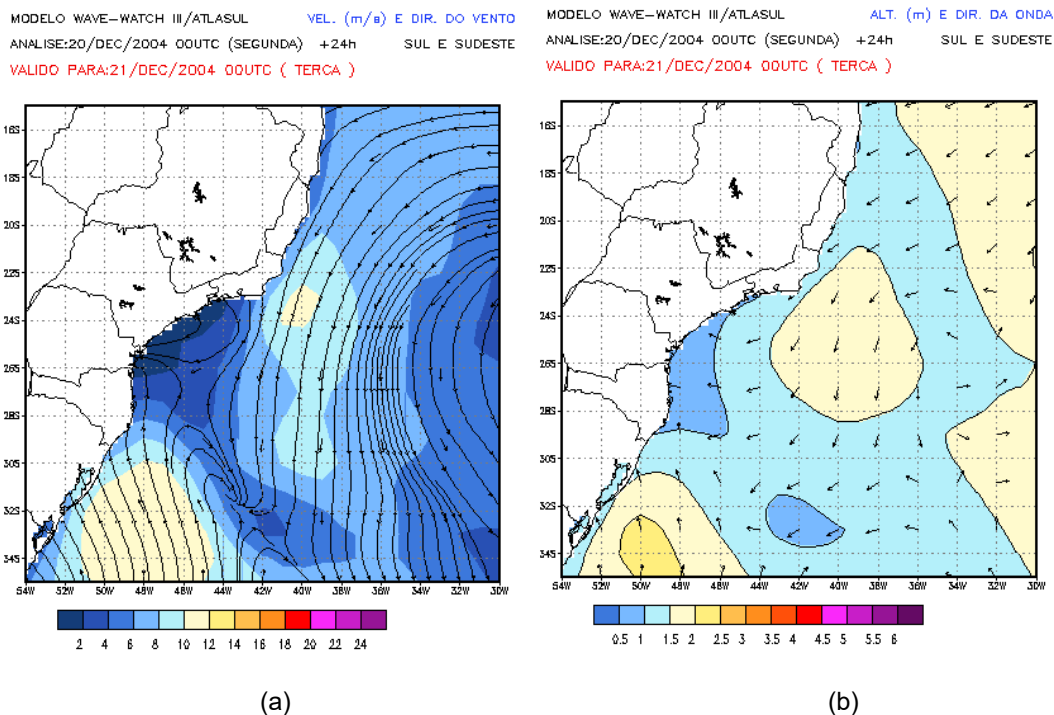 MODELO WAVE-WATCH III/ATLASUL VEL. (m/s) E DIR. DO VENTO
ANALISE:20/DEC/2004 00UTC (SEGUNDA) +24h SUL E SUDESTE
VALIDO PARA:21/DEC/2004 00UTC ( TERCA )
16S
18S
20S
22S
24S
26S
28S
30S
32S
34S
54W 52W 50W 48W 46W 44W 42W 40W 38W 36W 34W 32W 30W
2 4 6 8 10 12 14 16 18 20 22 24
(a)
MODELO WAVE-WATCH III/ATLASUL ALT. (m) E DIR. DA ONDA
ANALISE:20/DEC/2004 00UTC (SEGUNDA) +24h SUL E SUDESTE
VALIDO PARA:21/DEC/2004 00UTC ( TERCA )
16S
18S
20S
22S
24S
26S
28S
30S
32S
34S
54W 52W 50W 48W 46W 44W 42W 40W 38W 36W 34W 32W 30W
0.5 1 1.5 2 2.5 3 3.5 4 4.5 5 5.5 6
(b)